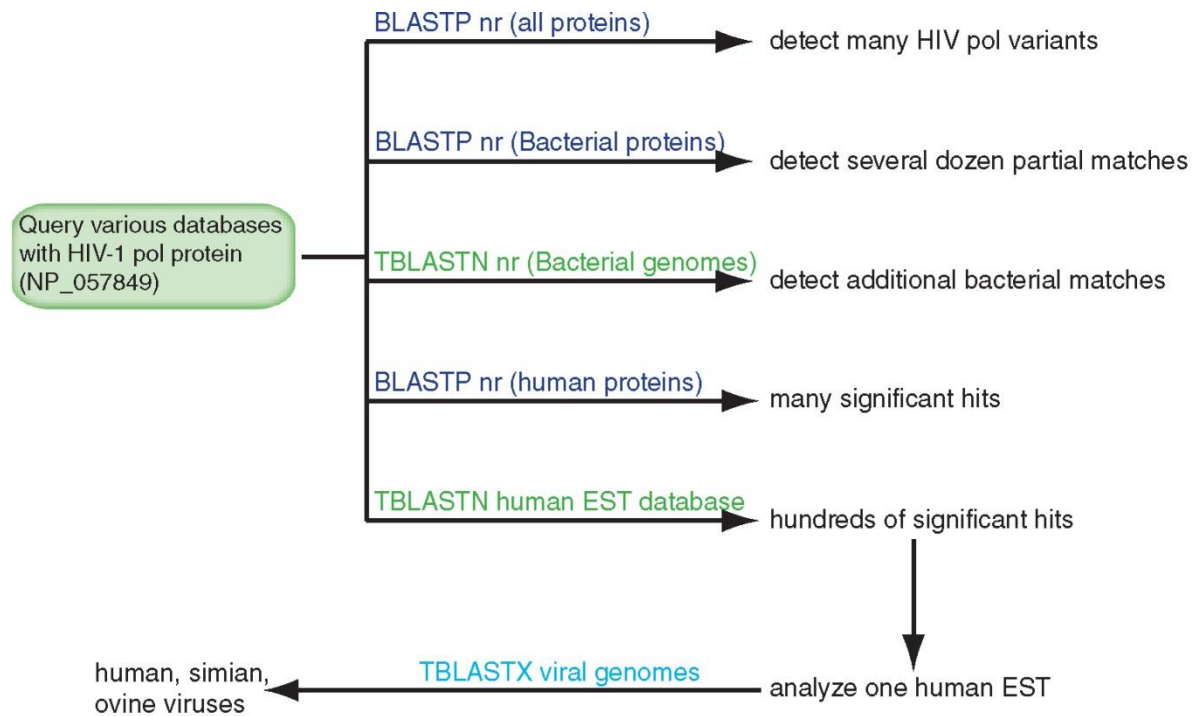 BLASTP nr (all proteins)
detect many HIV pol variants
BLASTP nr (Bacterial proteins)
detect several dozen partial matches
Query various databases
with HIV-1 pol protein
(NP_057849)
TBLASTN nr (Bacterial genomes)
detect additional bacterial matches
BLASTP nr (human proteins)
many significant hits
TBLASTN human EST database
hundreds of significant hits
human, simian,
ovine viruses
TBLASTX viral genomes
analyze one human EST